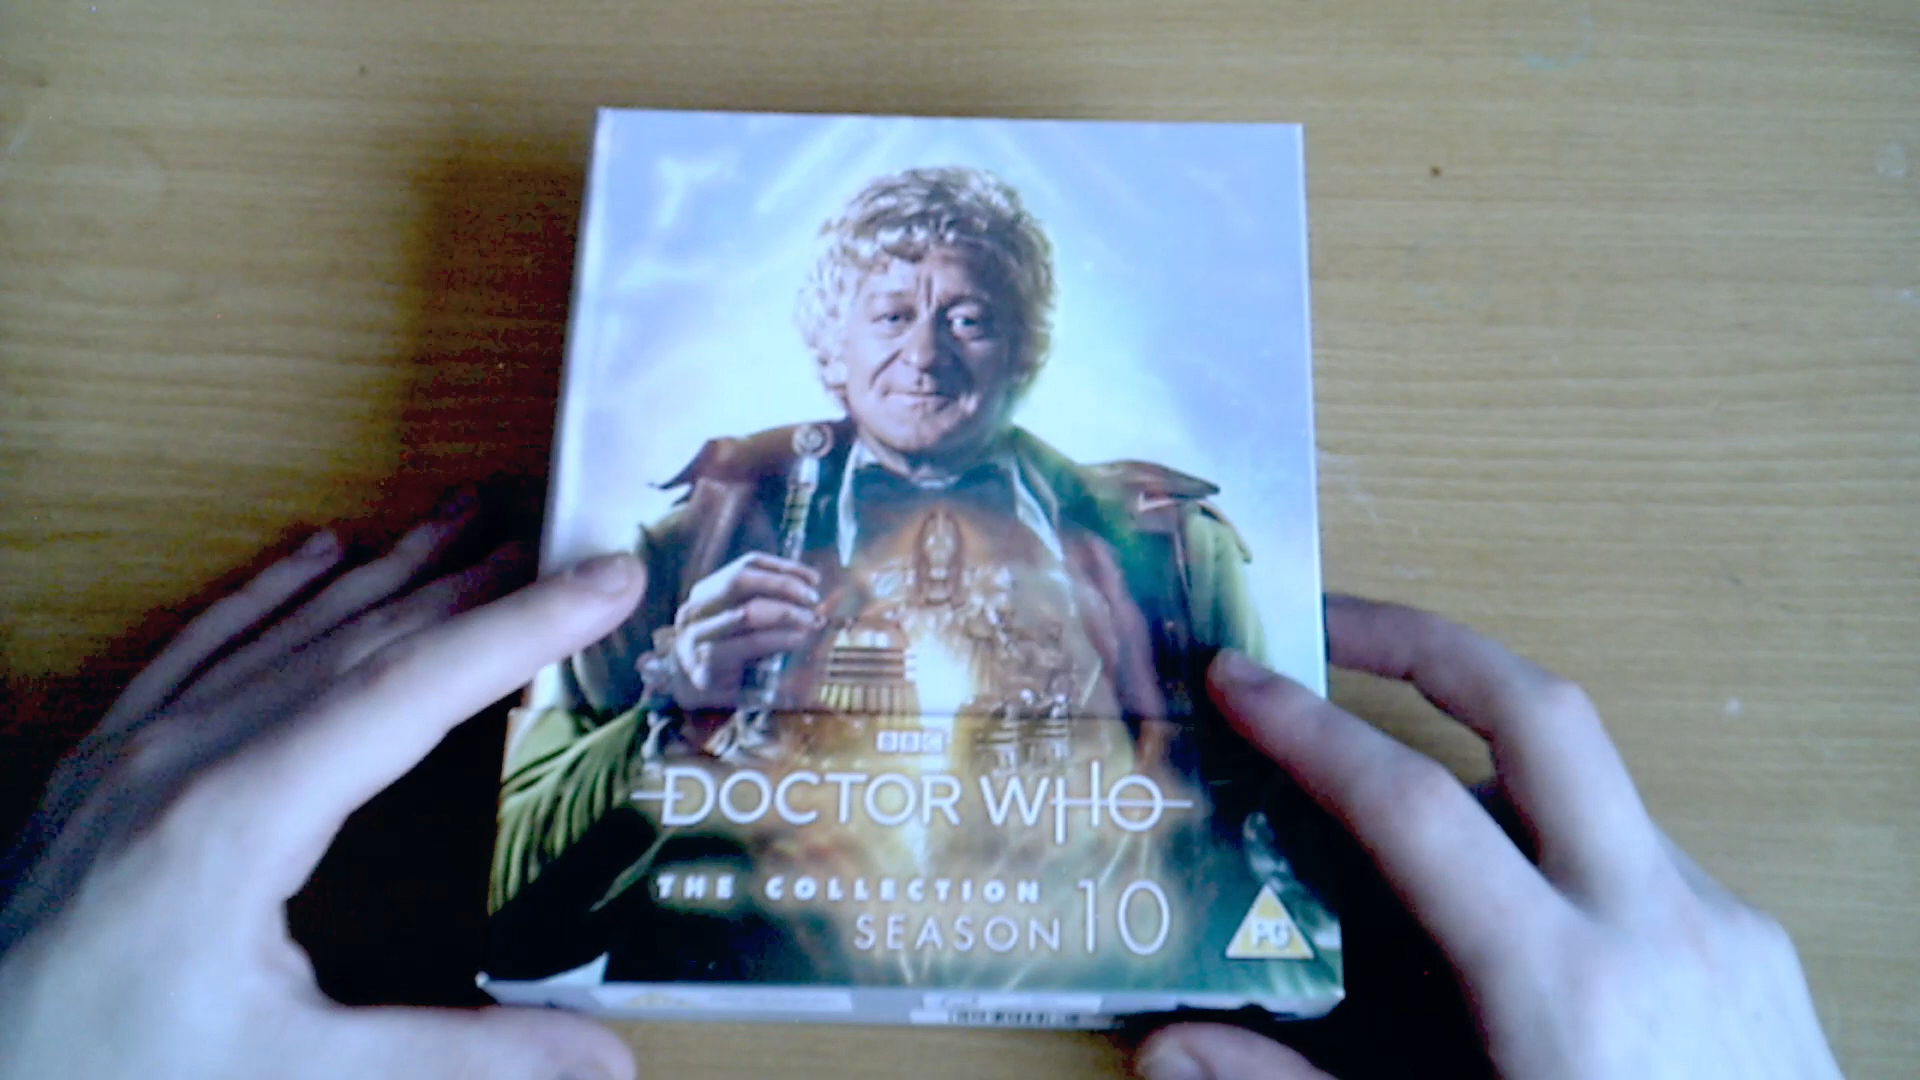 BBC
DOCTOR WHO
THE COLLECTION
SEASON 10
PG